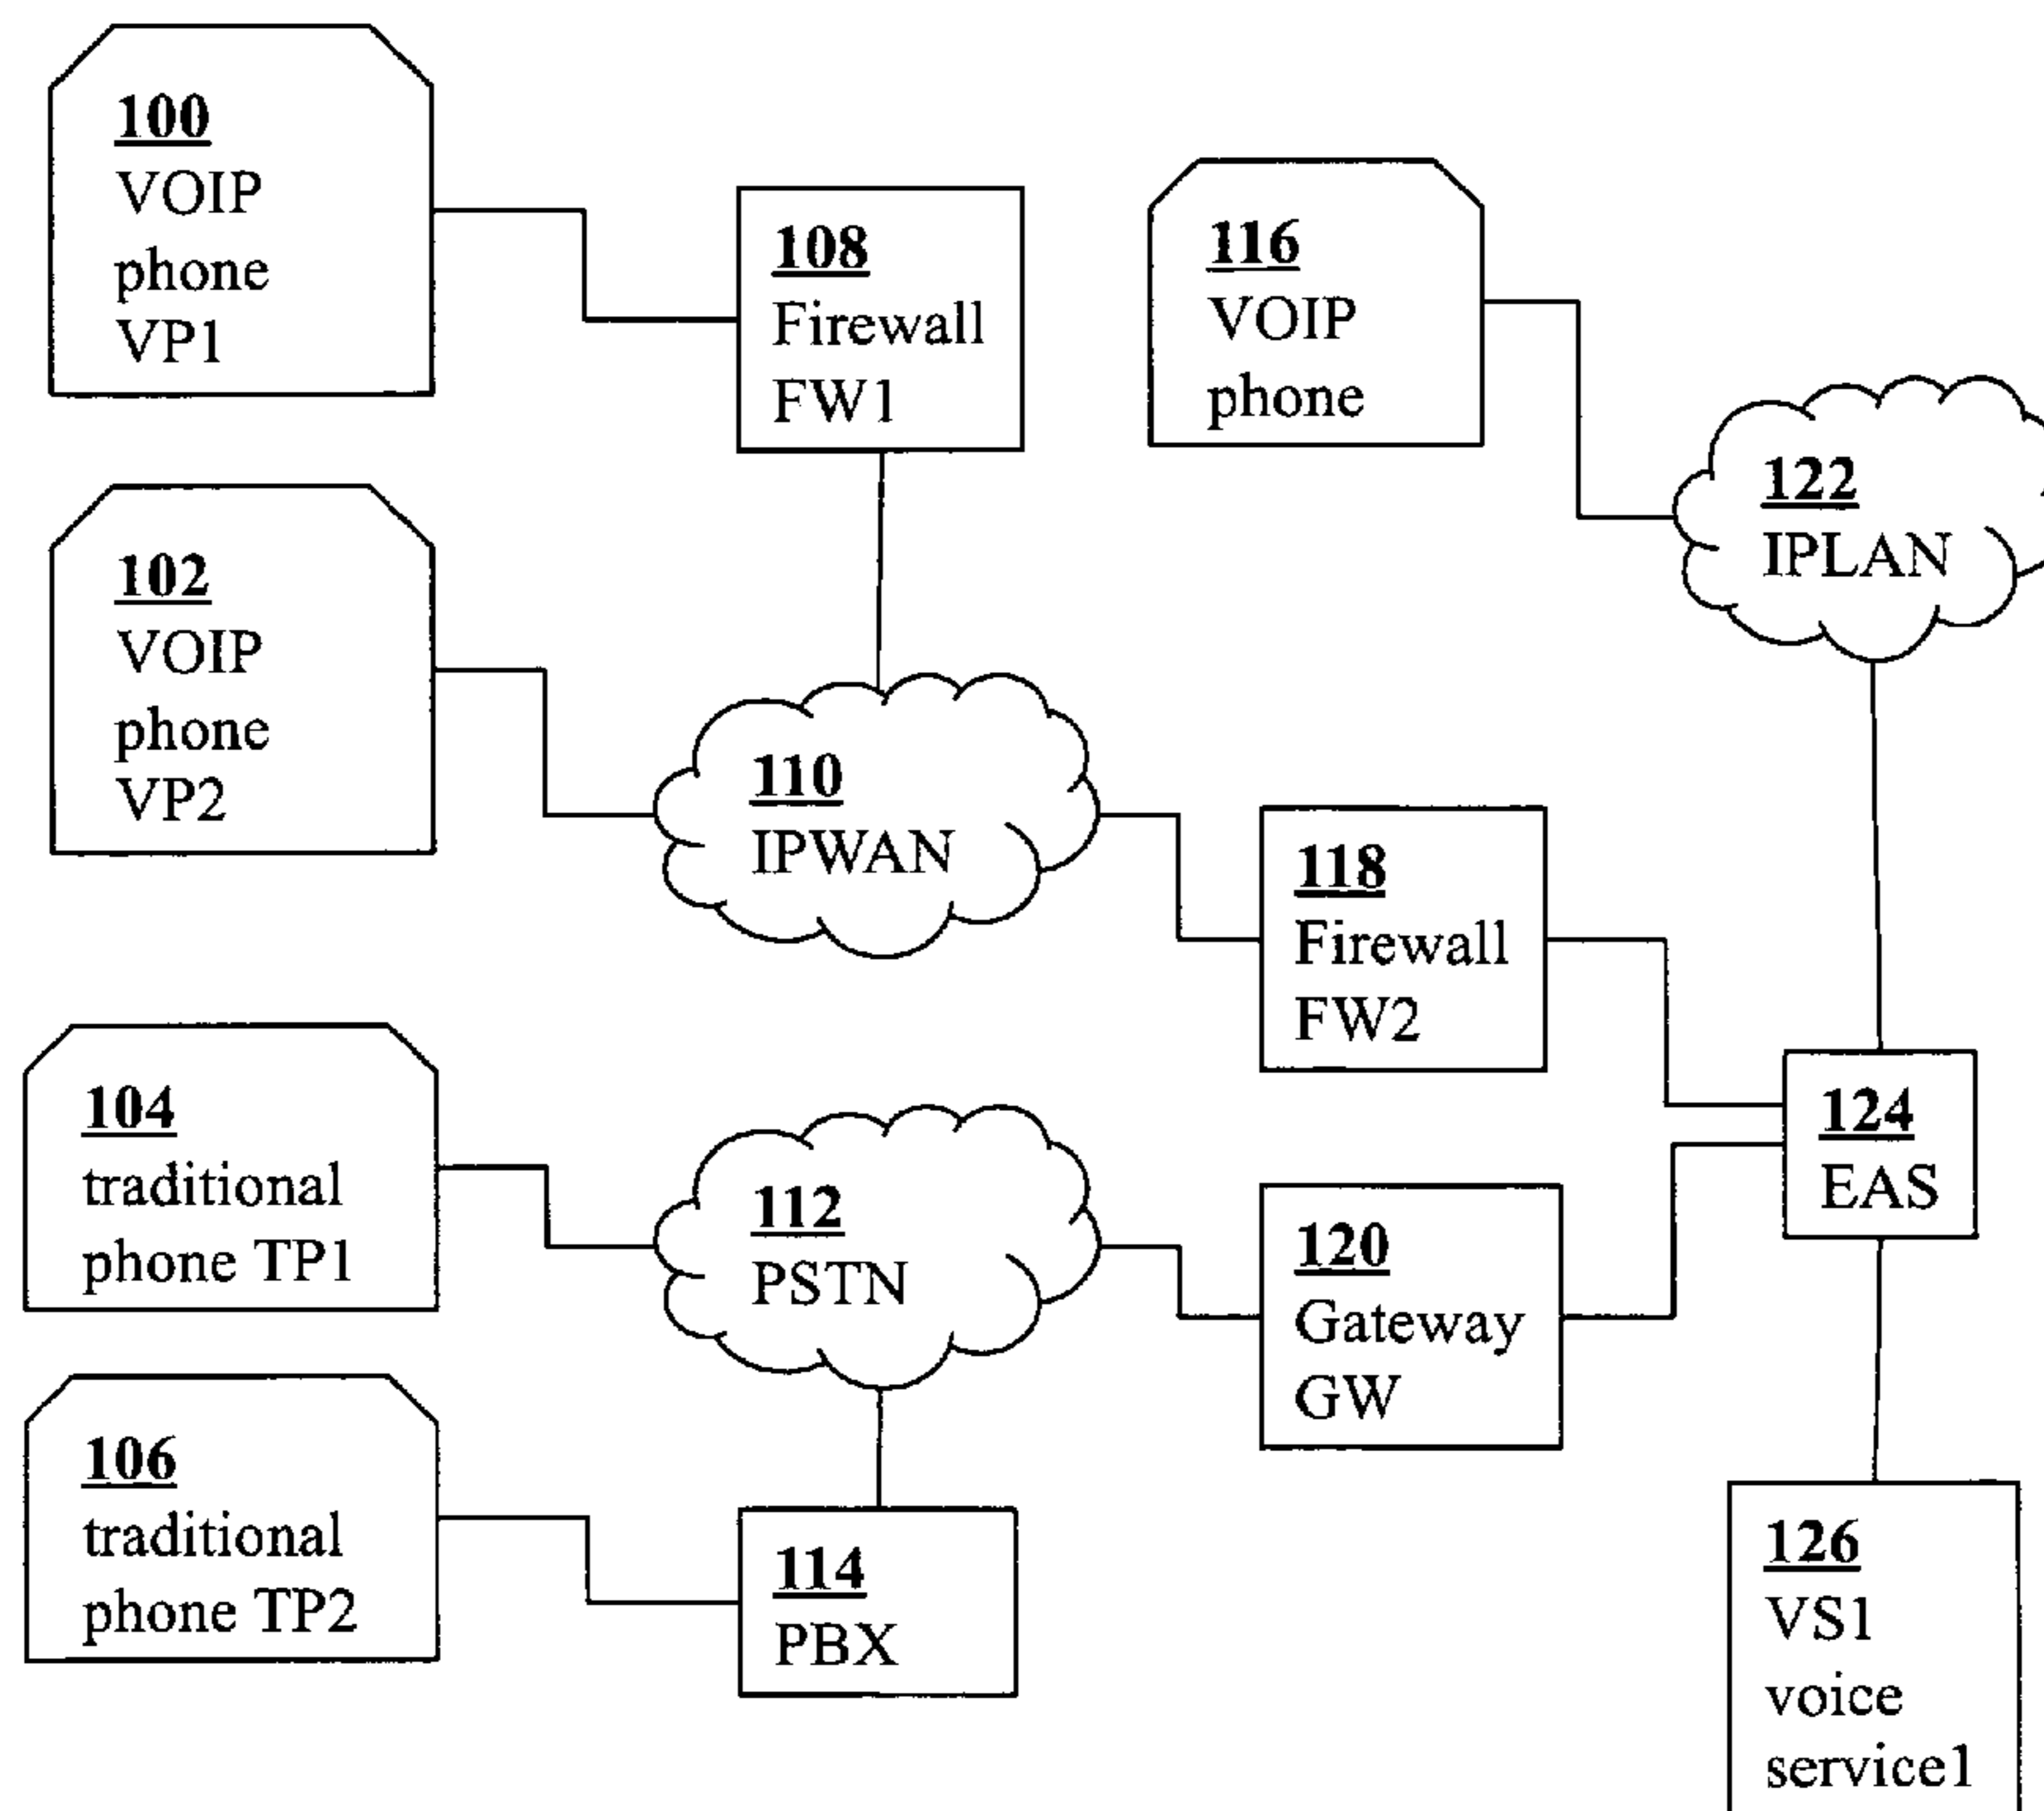 100
VOIP
phone
VP1
108
Firewall
FW1
116
VOIP
phone
122
IPLAN
102
VOIP
phone
VP2
110
IPWAN
118
Firewall
FW2
104
traditional
phone TP1
112
PSTN
120
Gateway
GW
124
EAS
106
traditional
phone TP2
114
PBX
126
VS1
voice
service1